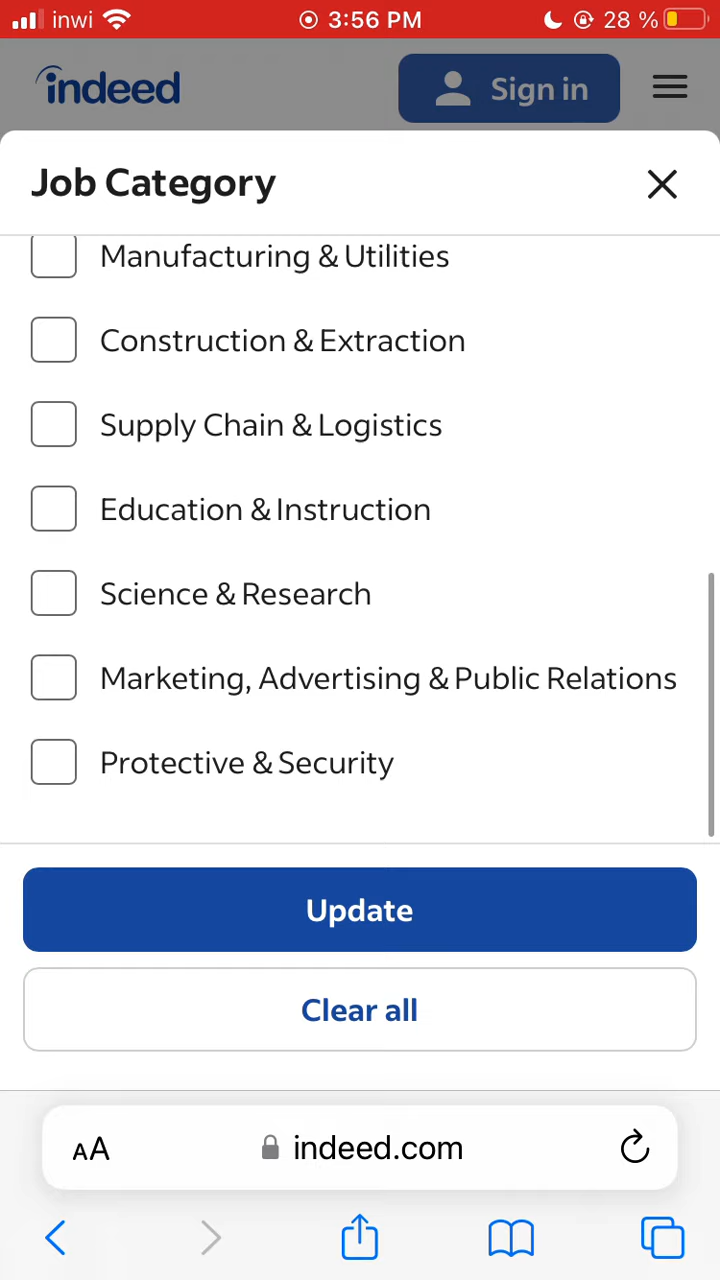 inwi 3:56 PM 28 %
indeed Sign in
Job Category
Manufacturing & Utilities
Construction & Extraction
Supply Chain & Logistics
Education & Instruction
Science & Research
Marketing, Advertising & Public Relations
Protective & Security
Update
Clear all
AA indeed.com